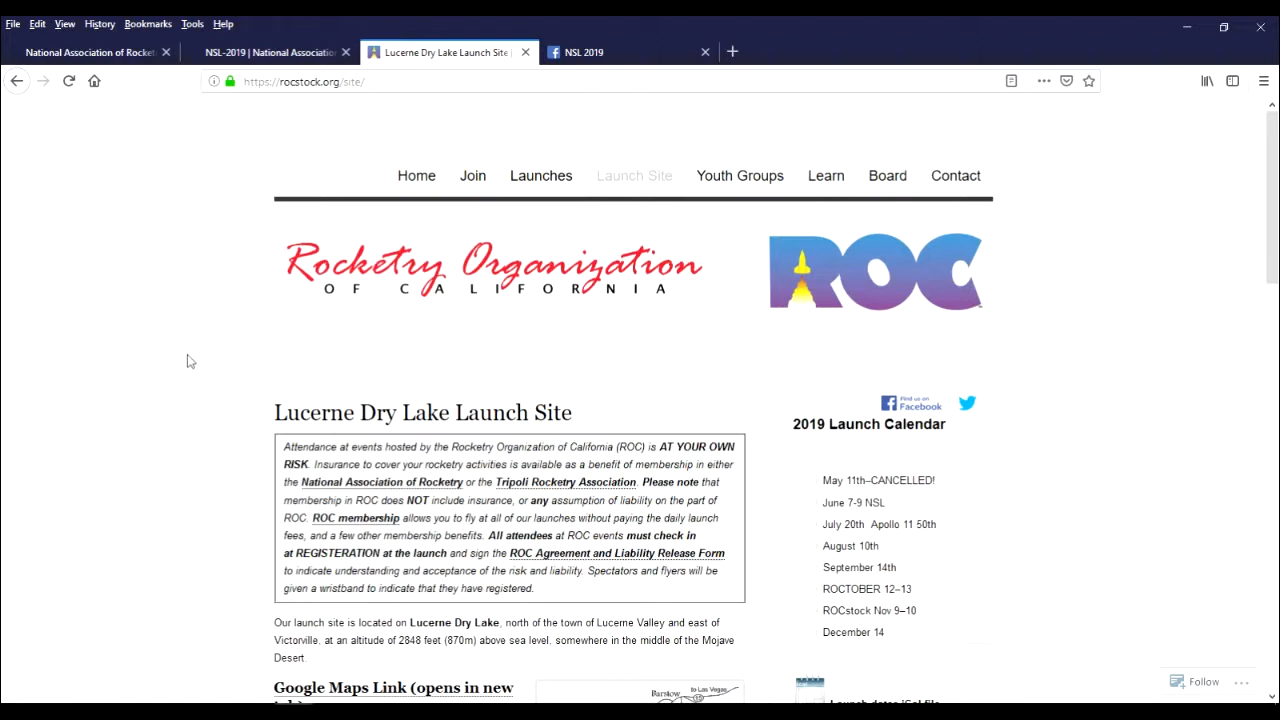 File Edit View History Bookmarks Tools Help
National Association of Rocket
NSL-2019 | National Association
Lucerne Dry Lake Launch Site |
NSL 2019
https://rocstock.org/site/
Home Join Launches Launch Site Youth Groups Learn Board Contact
Rocketry Organization
OF CALIFORNIA
ROC
Lucerne Dry Lake Launch Site
Attendance at events hosted by the Rocketry Organization of California (ROC) is AT YOUR OWN
RISK. Insurance to cover your rocketry activities is available as a benefit of membership in either
the National Association of Rocketry or the Tripoli Rocketry Association. Please note that
membership in ROC does NOT include insurance, or any assumption of liability on the part of
ROC. ROC membership allows you to fly at all of our launches without paying the daily launch
fees, and a few other membership benefits. All attendees at ROC events must check in
at REGISTERATION at the launch and sign the ROC Agreement and Liability Release Form
to indicate understanding and acceptance of the risk and liability. Spectators and flyers will be
given a wristband to indicate that they have registered.
Our launch site is located on Lucerne Dry Lake, north of the town of Lucerne Valley and east of
Victorville, at an altitude of 2848 feet (870m) above sea level, somewhere in the middle of the Mojave
Desert.
Google Maps Link (opens in new
Barstow
to Las Vegas
Find us on
Facebook
2019 Launch Calendar
May 11th–CANCELLED!
June 7-9 NSL
July 20th Apollo 11 50th
August 10th
September 14th
ROCTOBER 12–13
ROCstock Nov 9–10
December 14
Launch dates iCal file
Follow